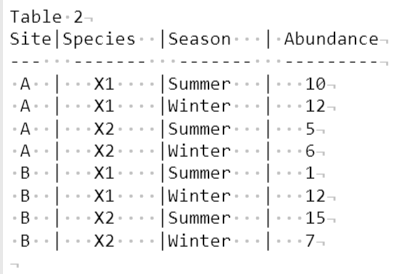 Table 2
Site|Species  |Season   | Abundance
---   -------   -------   ---------
 A  |   X1    |Summer   |   10
 A  |   X1    |Winter   |   12
 A  |   X2    |Summer   |   5
 A  |   X2    |Winter   |   6
 B  |   X1    |Summer   |   1
 B  |   X1    |Winter   |   12
 B  |   X2    |Summer   |   15
 B  |   X2    |Winter   |   7